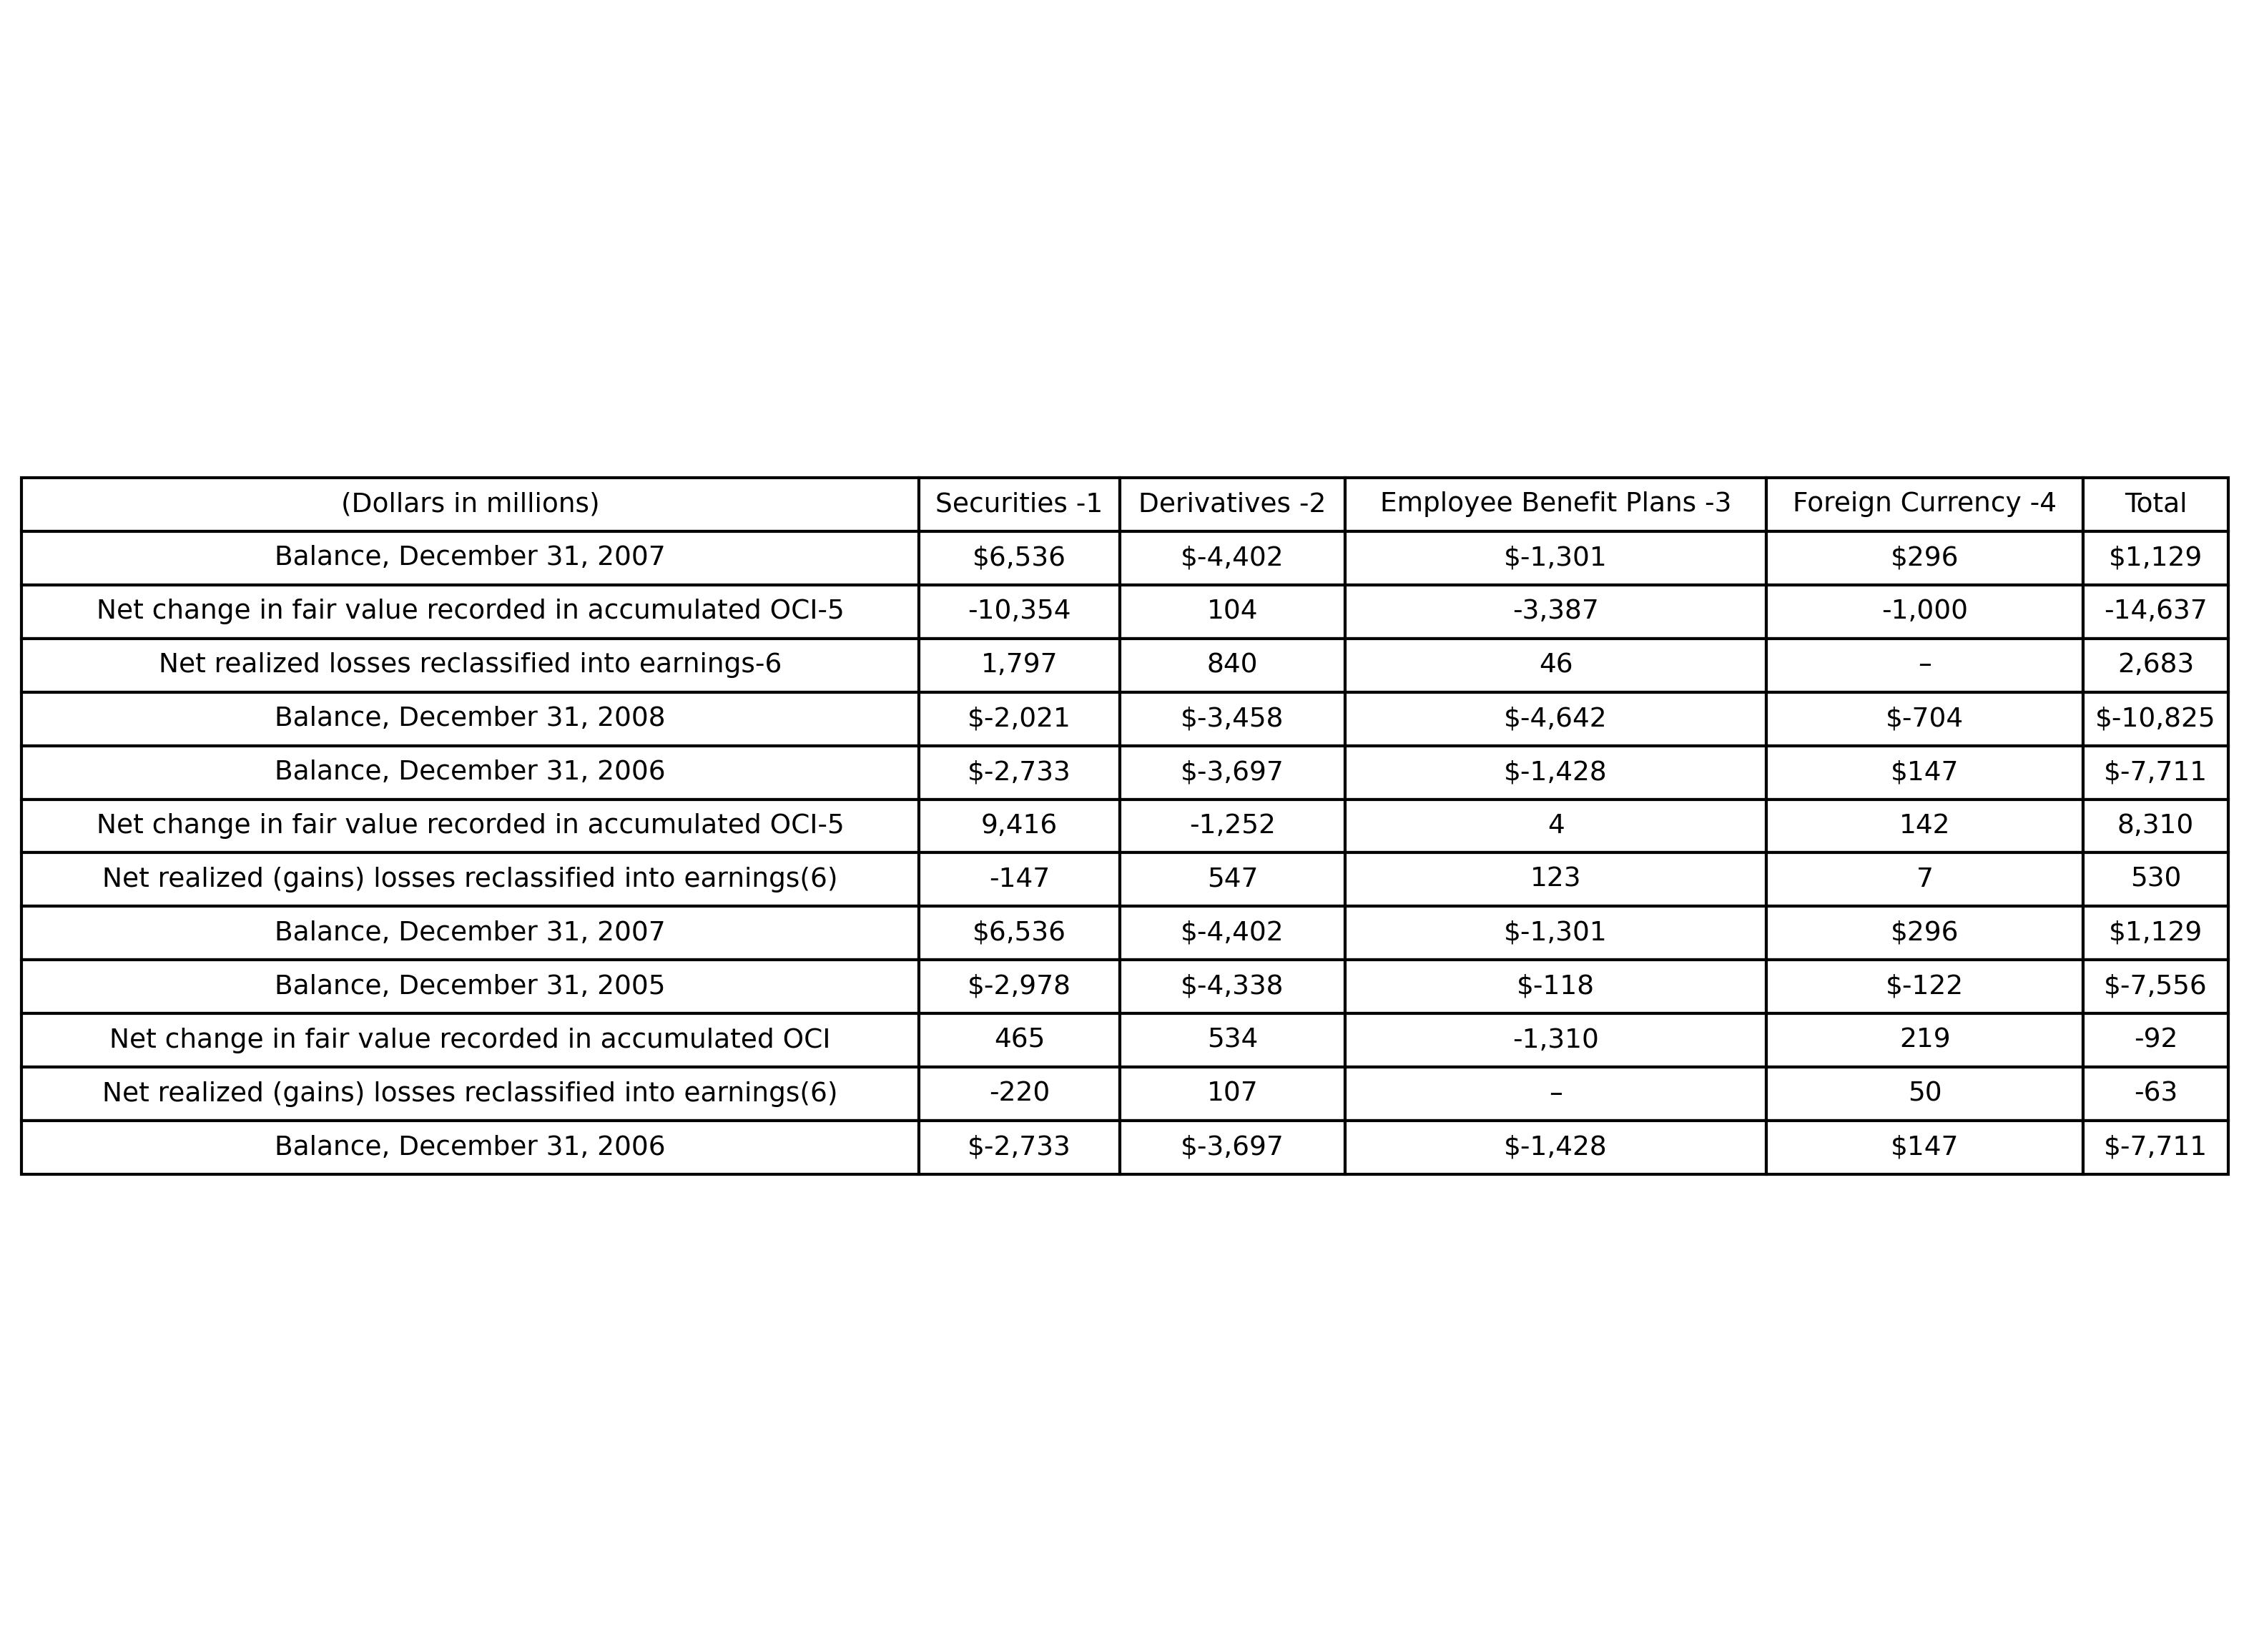 (Dollars in millions) Securities -1 Derivatives -2 Employee Benefit Plans -3 Foreign Currency -4 Total
Balance, December 31, 2007 $6,536 $-4,402 $-1,301 $296 $1,129
Net change in fair value recorded in accumulated OCI-5 -10,354 104 -3,387 -1,000 -14,637
Net realized losses reclassified into earnings-6 1,797 840 46 – 2,683
Balance, December 31, 2008 $-2,021 $-3,458 $-4,642 $-704 $-10,825
Balance, December 31, 2006 $-2,733 $-3,697 $-1,428 $147 $-7,711
Net change in fair value recorded in accumulated OCI-5 9,416 -1,252 4 142 8,310
Net realized (gains) losses reclassified into earnings(6) -147 547 123 7 530
Balance, December 31, 2007 $6,536 $-4,402 $-1,301 $296 $1,129
Balance, December 31, 2005 $-2,978 $-4,338 $-118 $-122 $-7,556
Net change in fair value recorded in accumulated OCI 465 534 -1,310 219 -92
Net realized (gains) losses reclassified into earnings(6) -220 107 – 50 -63
Balance, December 31, 2006 $-2,733 $-3,697 $-1,428 $147 $-7,711